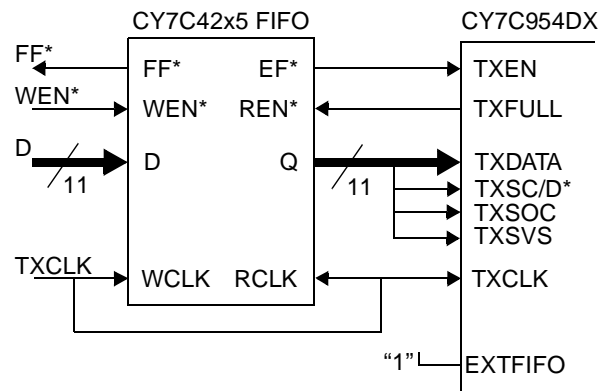 CY7C42x5 FIFO
CY7C954DX
FF*
FF* EF*
TXEN
WEN*
WEN* REN*
TXFULL
D
D Q
TXDATA
11
11
TXSC/D*
TXSOC
TXSVS
TXCLK
WCLK RCLK
TXCLK
“1”
EXTFIFO